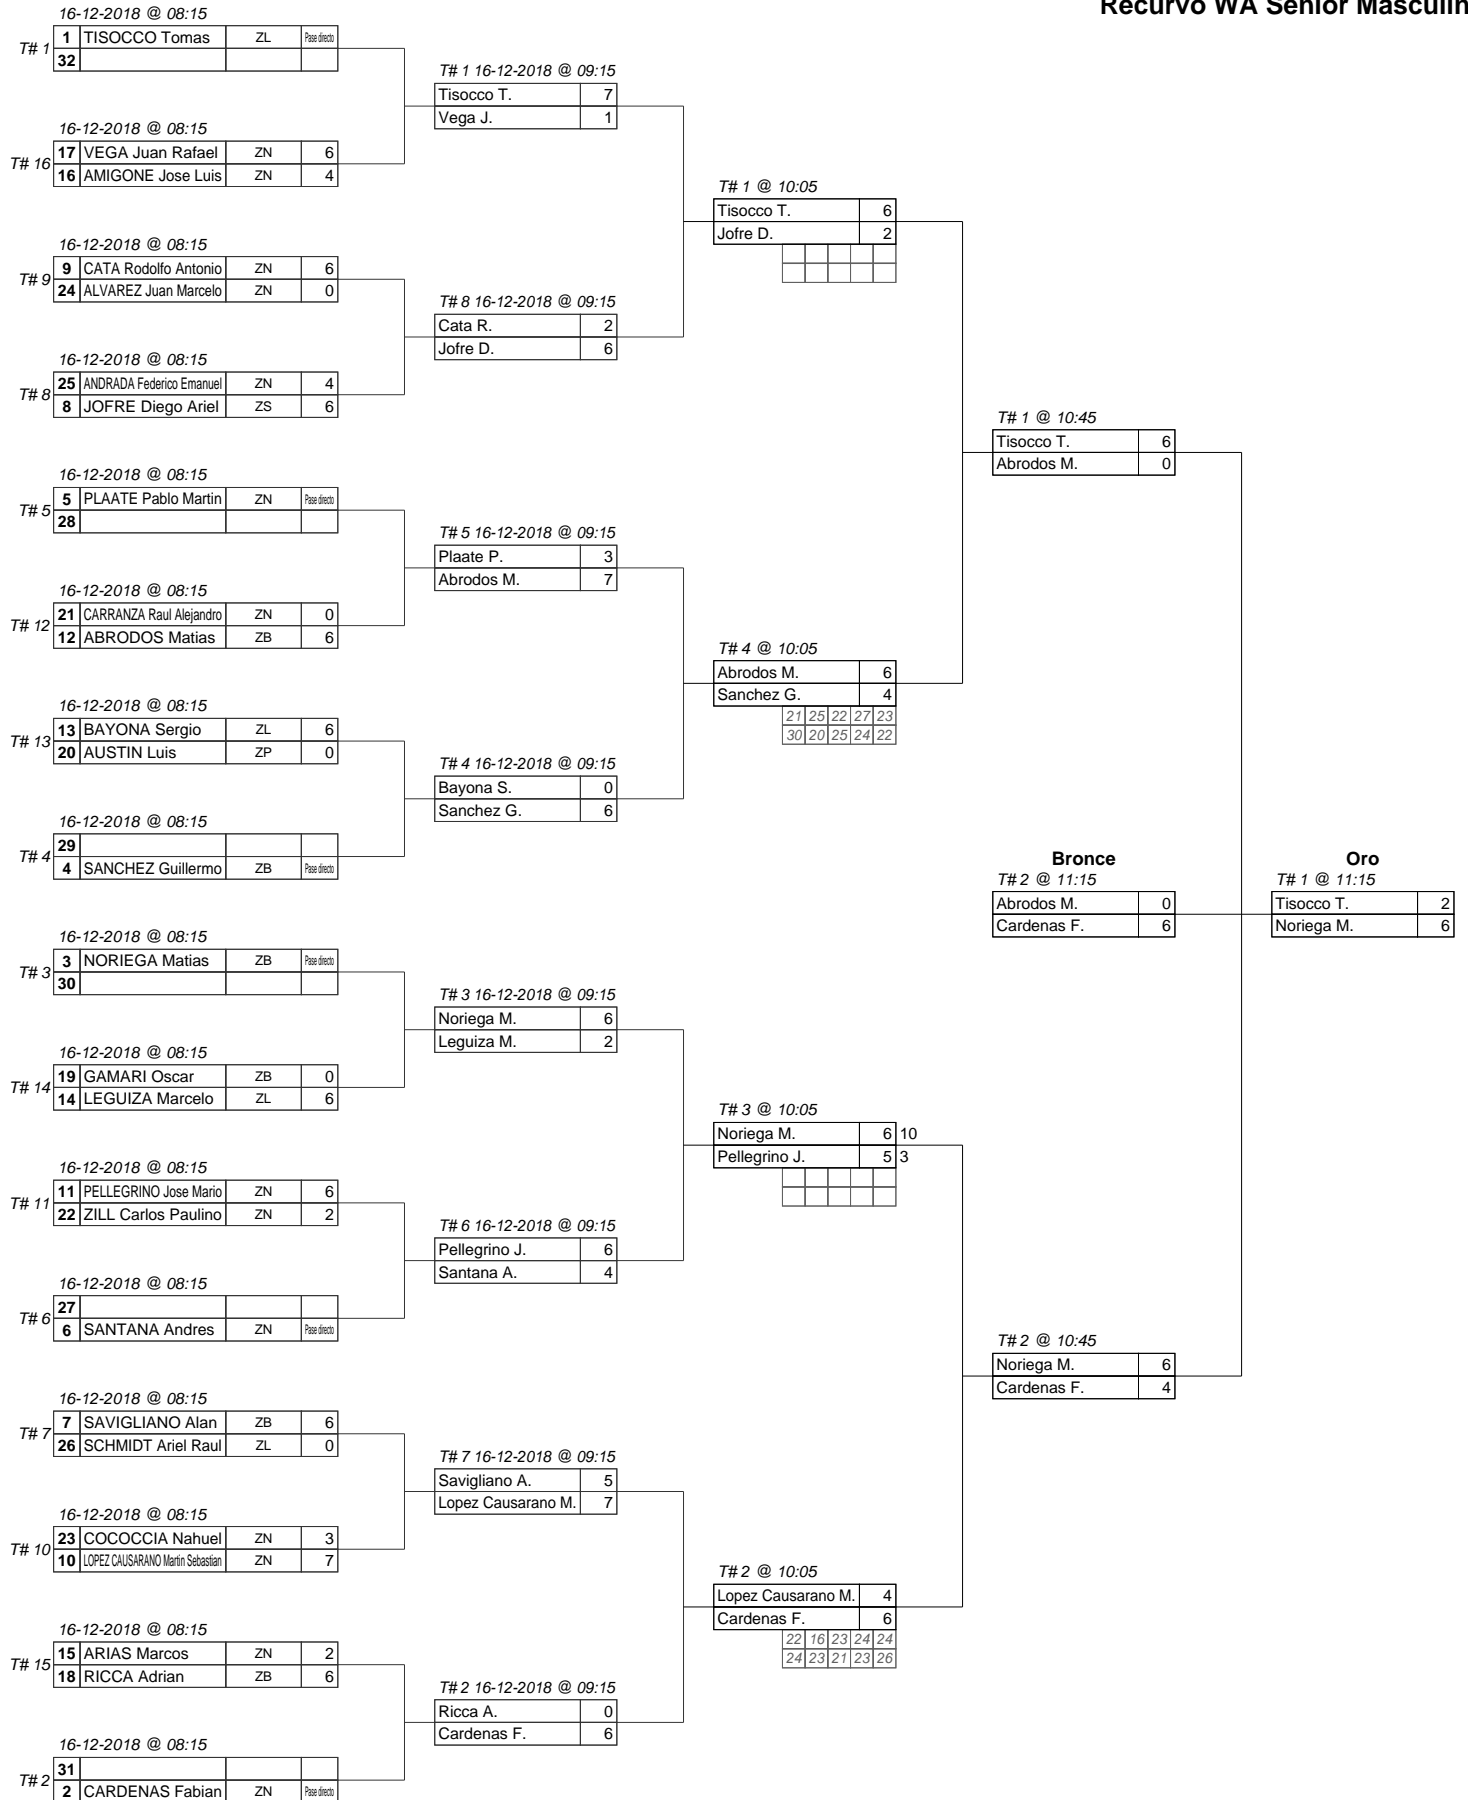 Recurvo WA Senior Masculin
16-12-2018 @ 08:15
T# 1
1 TISOCCO Tomas ZL Pase directo
32
16-12-2018 @ 08:15
T# 16
17 VEGA Juan Rafael ZN 6
16 AMIGONE Jose Luis ZN 4
16-12-2018 @ 08:15
T# 9
9 CATA Rodolfo Antonio ZN 6
24 ALVAREZ Juan Marcelo ZN 0
16-12-2018 @ 08:15
T# 8
25 ANDRADA Federico Emanuel ZN 4
8 JOFRE Diego Ariel ZS 6
16-12-2018 @ 08:15
T# 5
5 PLAATE Pablo Martin ZN Pase directo
28
16-12-2018 @ 08:15
T# 12
21 CARRANZA Raul Alejandro ZN 0
12 ABRODOS Matias ZB 6
16-12-2018 @ 08:15
T# 13
13 BAYONA Sergio ZL 6
20 AUSTIN Luis ZP 0
16-12-2018 @ 08:15
T# 4
29
4 SANCHEZ Guillermo ZB Pase directo
16-12-2018 @ 08:15
T# 3
3 NORIEGA Matias ZB Pase directo
30
16-12-2018 @ 08:15
T# 14
19 GAMARI Oscar ZB 0
14 LEGUIZA Marcelo ZL 6
16-12-2018 @ 08:15
T# 11
11 PELLEGRINO Jose Mario ZN 6
22 ZILL Carlos Paulino ZN 2
16-12-2018 @ 08:15
T# 6
27
6 SANTANA Andres ZN Pase directo
16-12-2018 @ 08:15
T# 7
7 SAVIGLIANO Alan ZB 6
26 SCHMIDT Ariel Raul ZL 0
16-12-2018 @ 08:15
T# 10
23 COCOCCIA Nahuel ZN 3
10 LOPEZ CAUSARANO Martin Sebastian ZN 7
16-12-2018 @ 08:15
T# 15
15 ARIAS Marcos ZN 2
18 RICCA Adrian ZB 6
16-12-2018 @ 08:15
T# 2
31
2 CARDENAS Fabian ZN Pase directo
T# 1 16-12-2018 @ 09:15
Tisocco T. 7
Vega J. 1
T# 8 16-12-2018 @ 09:15
Cata R. 2
Jofre D. 6
T# 5 16-12-2018 @ 09:15
Plaate P. 3
Abrodos M. 7
T# 4 16-12-2018 @ 09:15
Bayona S. 0
Sanchez G. 6
T# 3 16-12-2018 @ 09:15
Noriega M. 6
Leguiza M. 2
T# 6 16-12-2018 @ 09:15
Pellegrino J. 6
Santana A. 4
T# 7 16-12-2018 @ 09:15
Savigliano A. 5
Lopez Causarano M. 7
T# 2 16-12-2018 @ 09:15
Ricca A. 0
Cardenas F. 6
T# 1 @ 10:05
Tisocco T. 6
Jofre D. 2
T# 4 @ 10:05
Abrodos M. 6
Sanchez G. 4
21 25 22 27 23
30 20 25 24 22
T# 3 @ 10:05
Noriega M. 6 10
Pellegrino J. 5 3
T# 2 @ 10:05
Lopez Causarano M. 4
Cardenas F. 6
22 16 23 24 24
24 23 21 23 26
T# 1 @ 10:45
Tisocco T. 6
Abrodos M. 0
Bronce
T# 2 @ 11:15
Abrodos M. 0
Cardenas F. 6
T# 2 @ 10:45
Noriega M. 6
Cardenas F. 4
Oro
T# 1 @ 11:15
Tisocco T. 2
Noriega M. 6